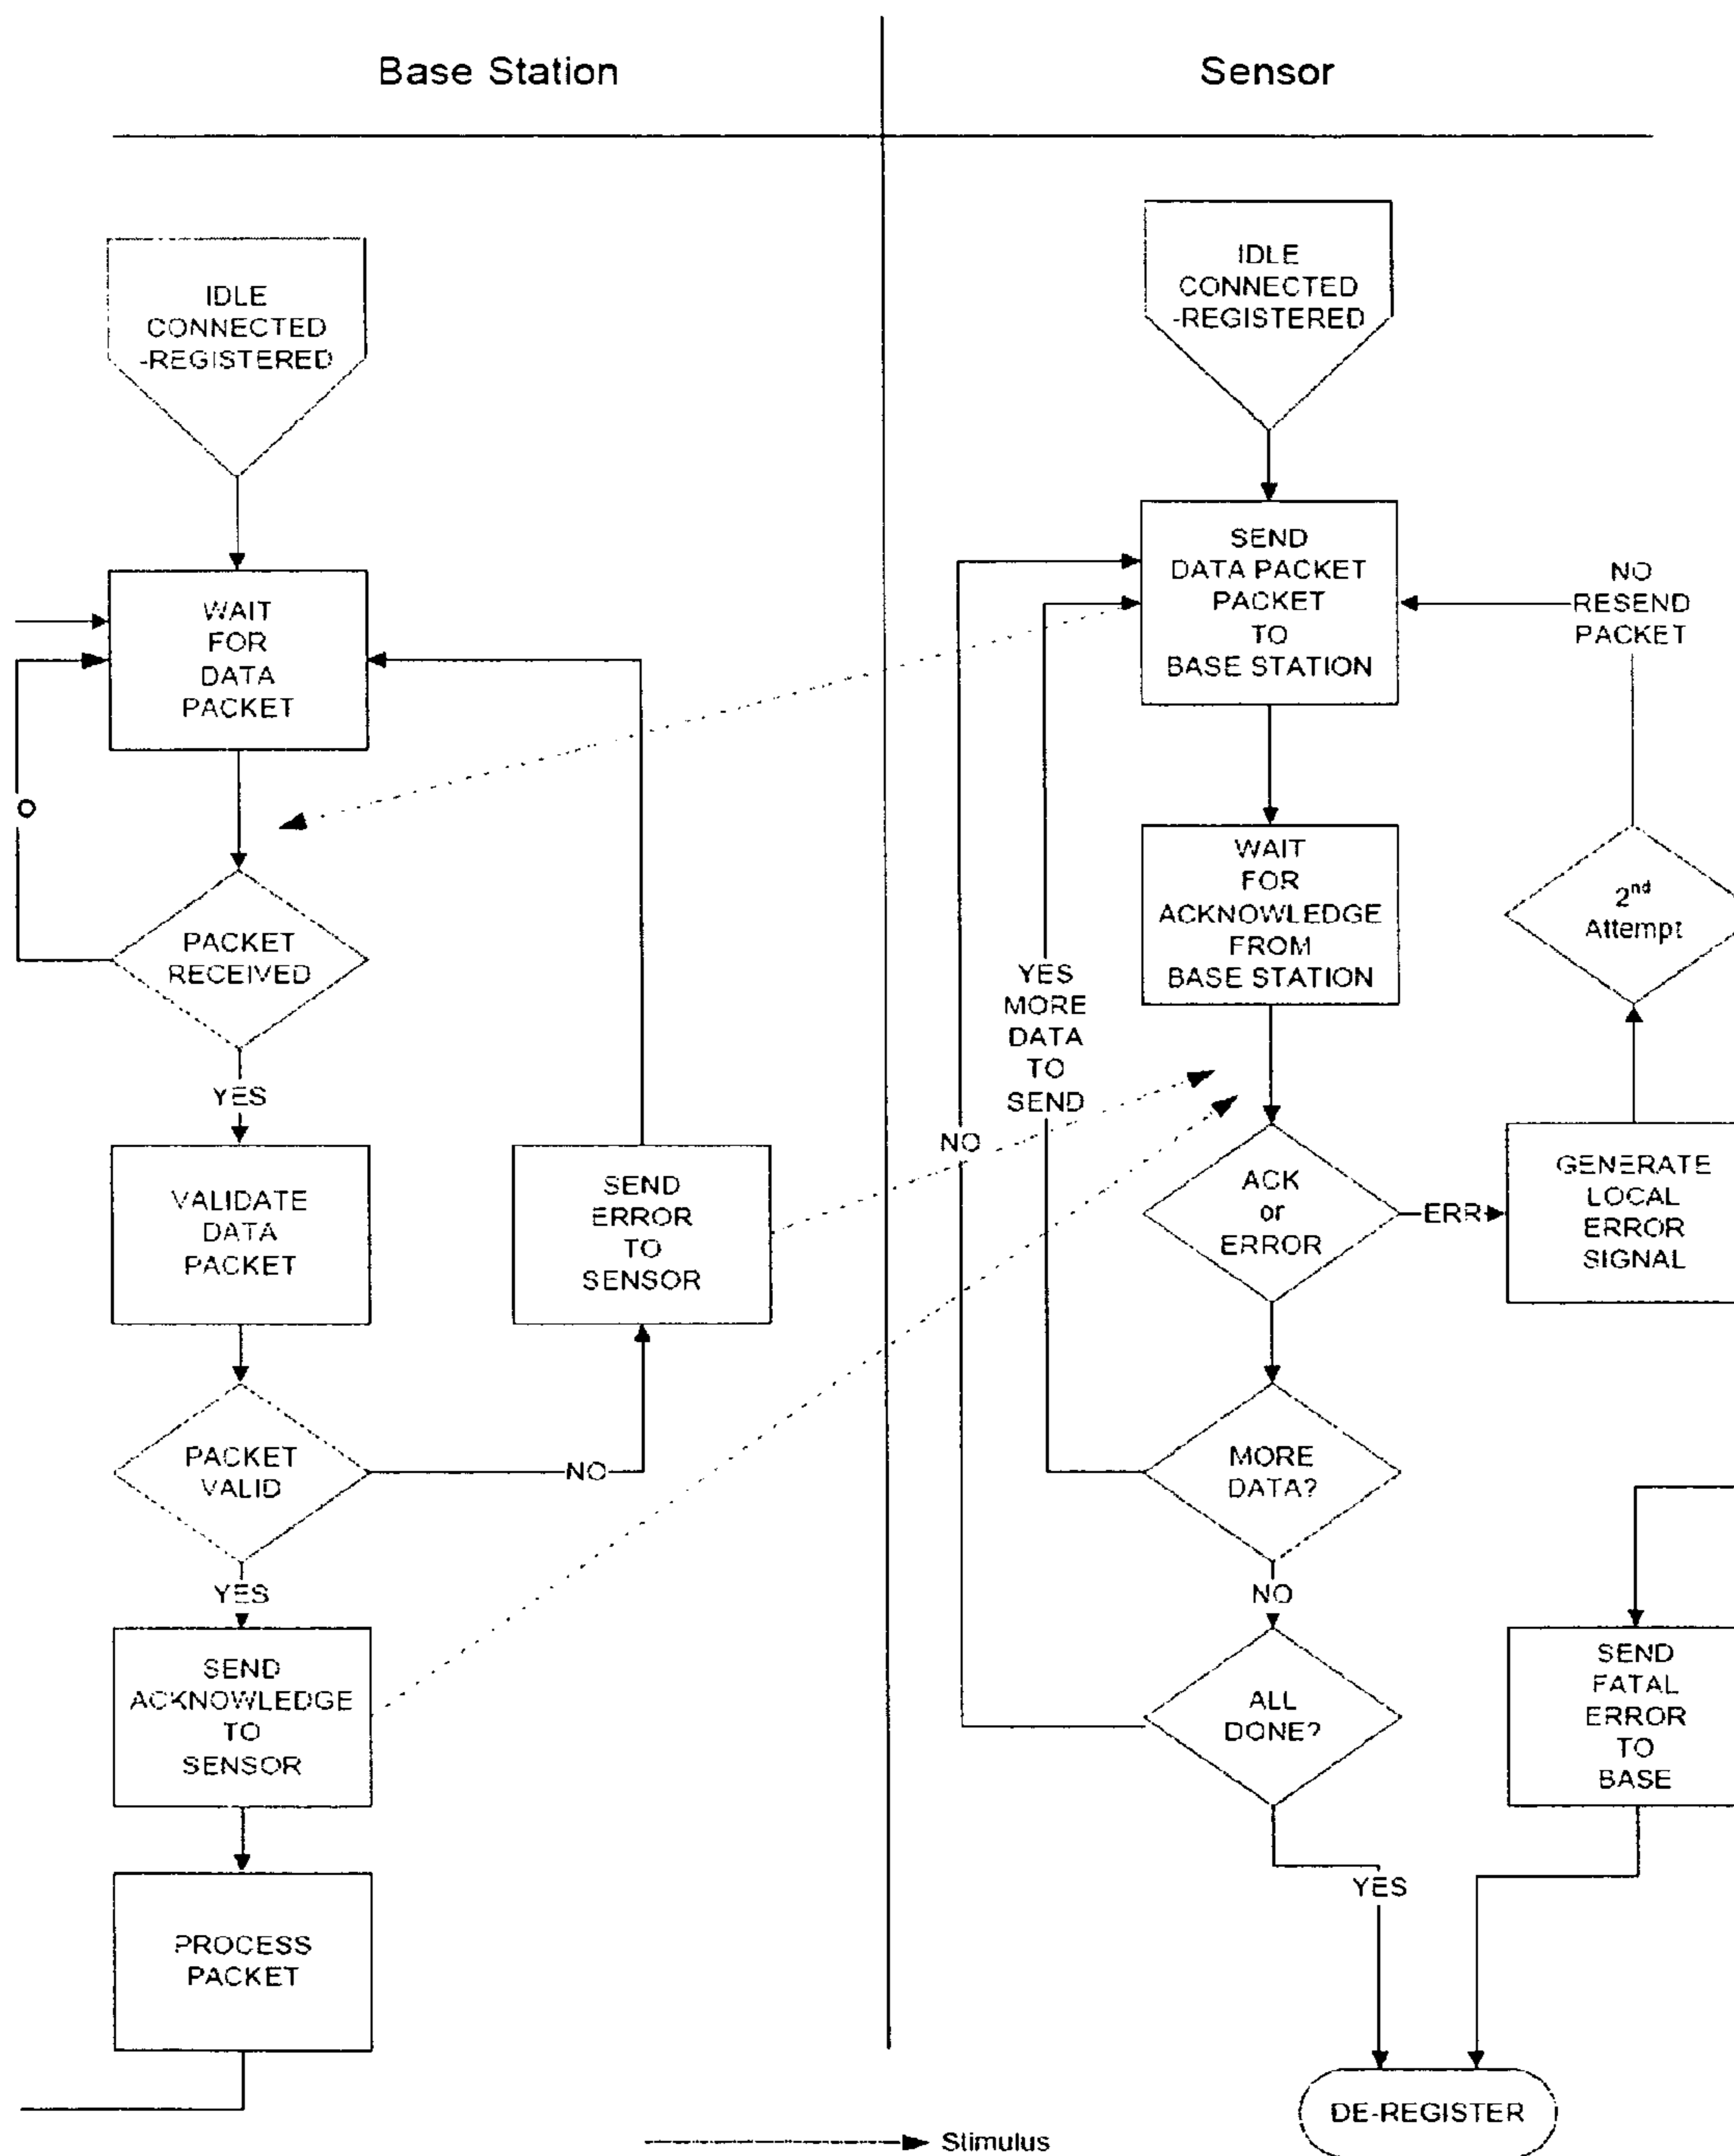 Base Station
Sensor
IDLE
CONNECTED
-REGISTERED
WAIT
FOR
DATA
PACKET
O
PACKET
RECEIVED
YES
VALIDATE
DATA
PACKET
SEND
ERROR
TO
SENSOR
PACKET
VALID
NO
YES
SEND
ACKNOWLEDGE
TO
SENSOR
PROCESS
PACKET
IDLE
CONNECTED
-REGISTERED
SEND
DATA PACKET
PACKET
TO
BASE STATION
NO
RESEND
PACKET
WAIT
FOR
ACKNOWLEDGE
FROM
BASE STATION
2nd
Attempt
YES
MORE
DATA
TO
SEND
NO
ACK
or
ERROR
ERR
GENERATE
LOCAL
ERROR
SIGNAL
MORE
DATA?
NO
ALL
DONE?
SEND
FATAL
ERROR
TO
BASE
YES
DE-REGISTER
Stimulus